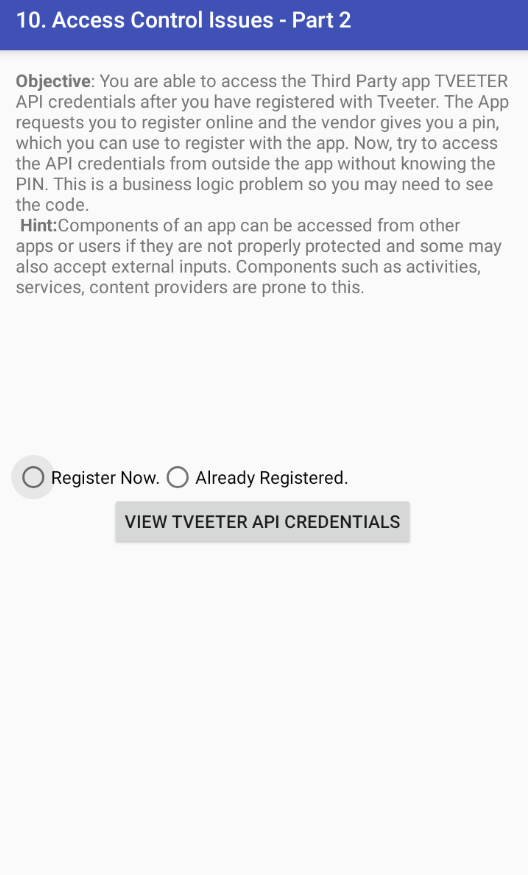 10. Access Control Issues - Part 2
Objective: You are able to access the Third Party app TVEETER
API credentials after you have registered with Tveeter. The App
requests you to register online and the vendor gives you a pin,
which you can use to register with the app. Now, try to access
the API credentials from outside the app without knowing the
PIN. This is a business logic problem so you may need to see
the code.
Hint:Components of an app can be accessed from other
apps or users if they are not properly protected and some may
also accept external inputs. Components such as activities,
services, content providers are prone to this.
Register Now. Already Registered.
VIEW TVEETER API CREDENTIALS